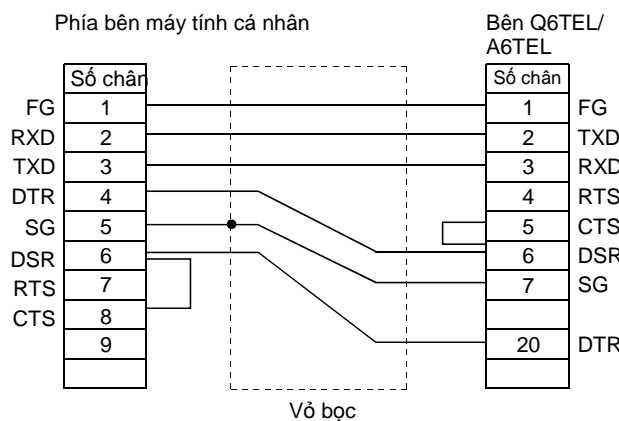 Phía bên máy tính cá nhân
Bên Q6TEL/
A6TEL
Số chân
Số chân
FG 1 1 FG
RXD 2 2 TXD
TXD 3 3 RXD
DTR 4 4 RTS
SG 5 5 CTS
DSR 6 6 DSR
RTS 7 7 SG
CTS 8
9 20 DTR
Vỏ bọc